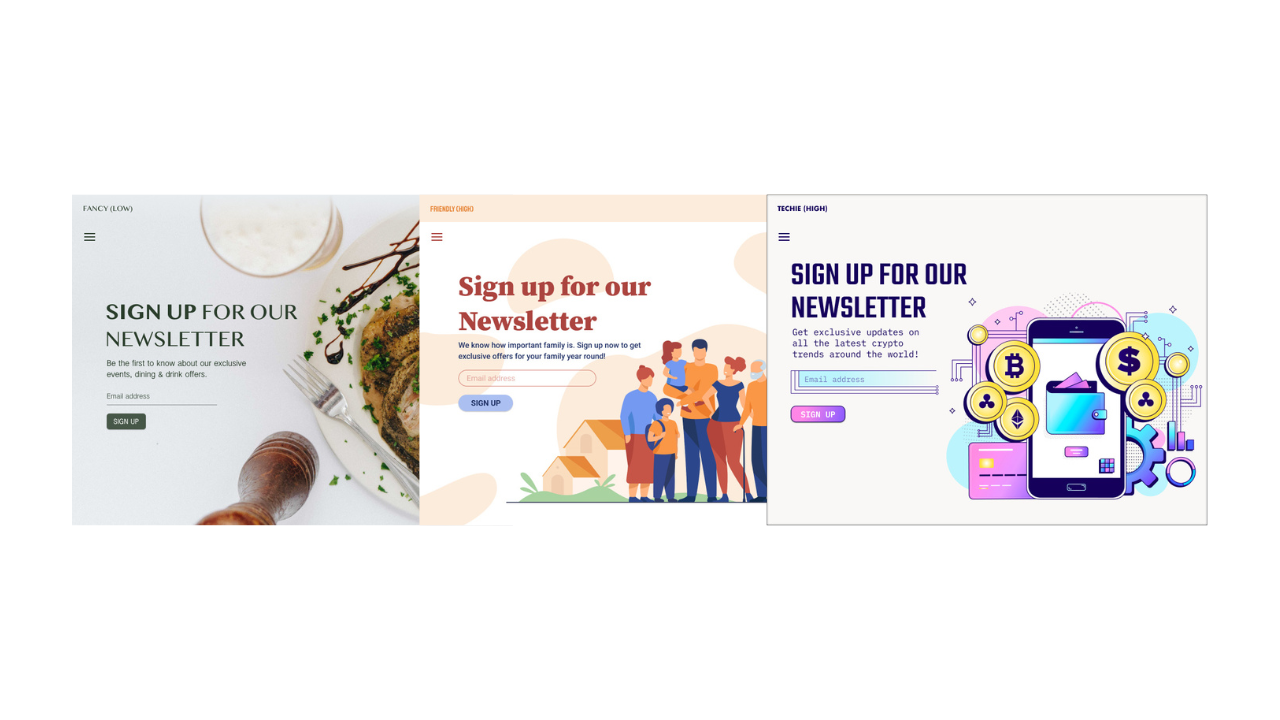 FANCY (LOW)
SIGN UP FOR OUR
NEWSLETTER
Be the first to know about our exclusive
events, dining & drink offers.
Email address
SIGN UP
FRIENDLY (HIGH)
Sign up for our
Newsletter
We know how important family is. Sign up now to get
exclusive offers for your family year round!
Email address
SIGN UP
TECHIE (HIGH)
SIGN UP FOR OUR
NEWSLETTER
Get exclusive updates on
all the latest crypto
trends around the world!
Email address
SIGN UP